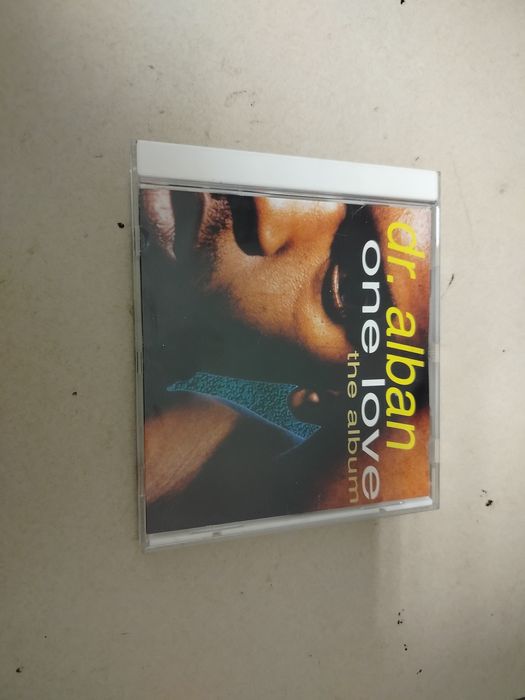 dr. alban
one love
the album